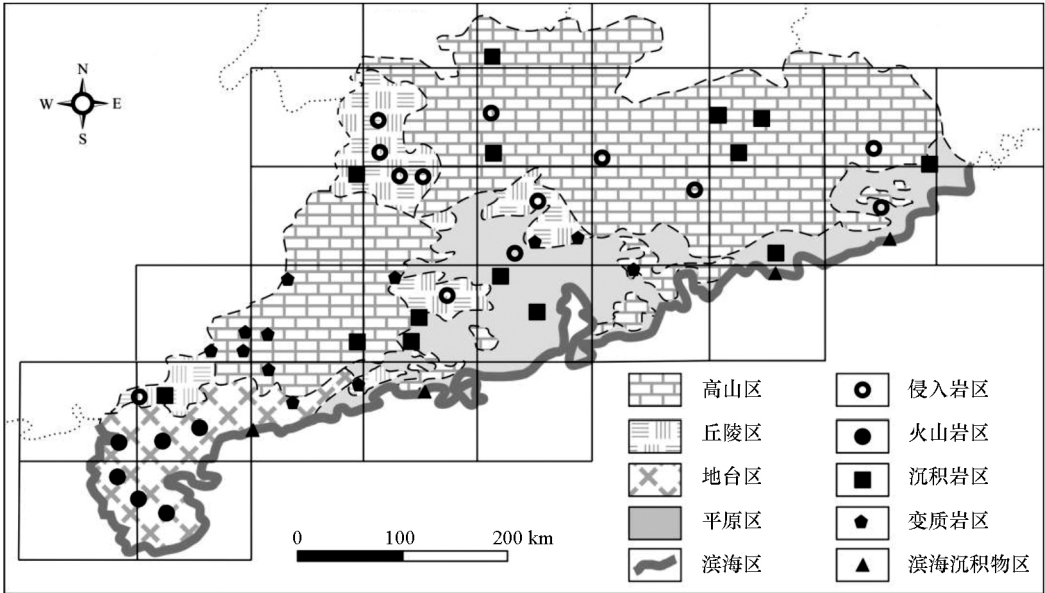 N
W E
S
高山区 侵入岩区
丘陵区 火山岩区
地台区 沉积岩区
平原区 变质岩区
滨海区 滨海沉积物区
0 100 200 km